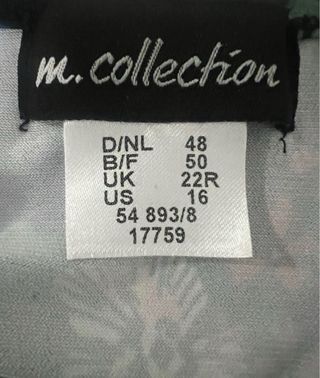 m. collection
D/NL 48
B/F 50
UK 22R
US 16
54 893/8
17759